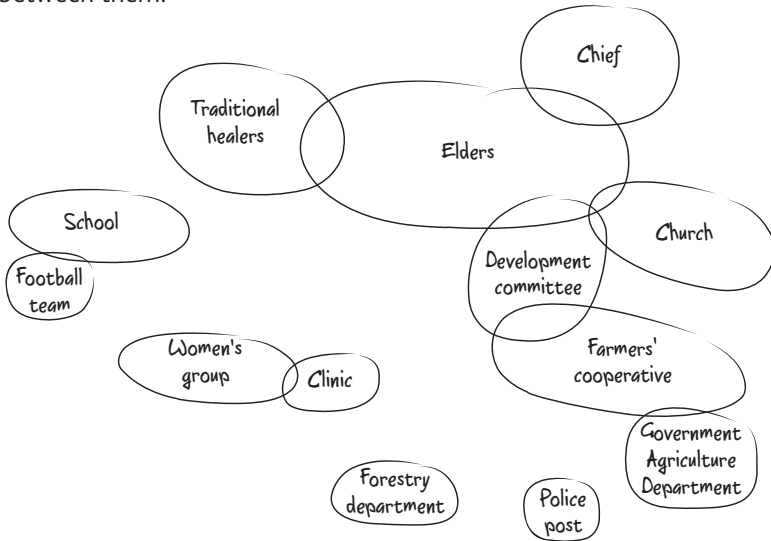 between them.
Chief
Traditional
healers
Elders
School
Church
Football
team
Development
committee
Women's
group
Clinic
Farmers'
cooperative
Government
Agriculture
Department
Forestry
department
Police
post